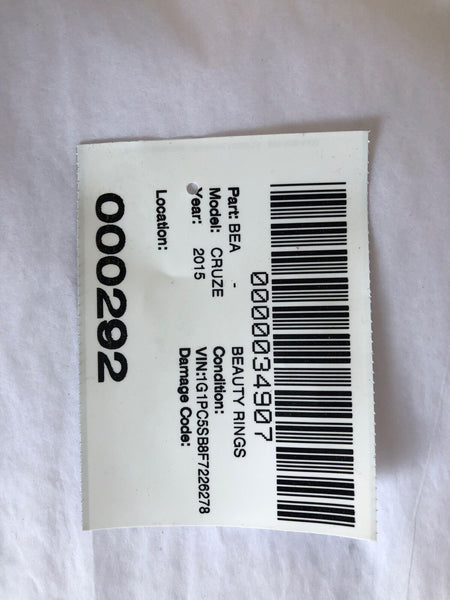 0000034907
Part: BEA - BEAUTY RINGS
Model: CRUZE Condition:
Year: 2015 VIN:1G1PC5SB8F7226278
Damage Code:
Location:
000292